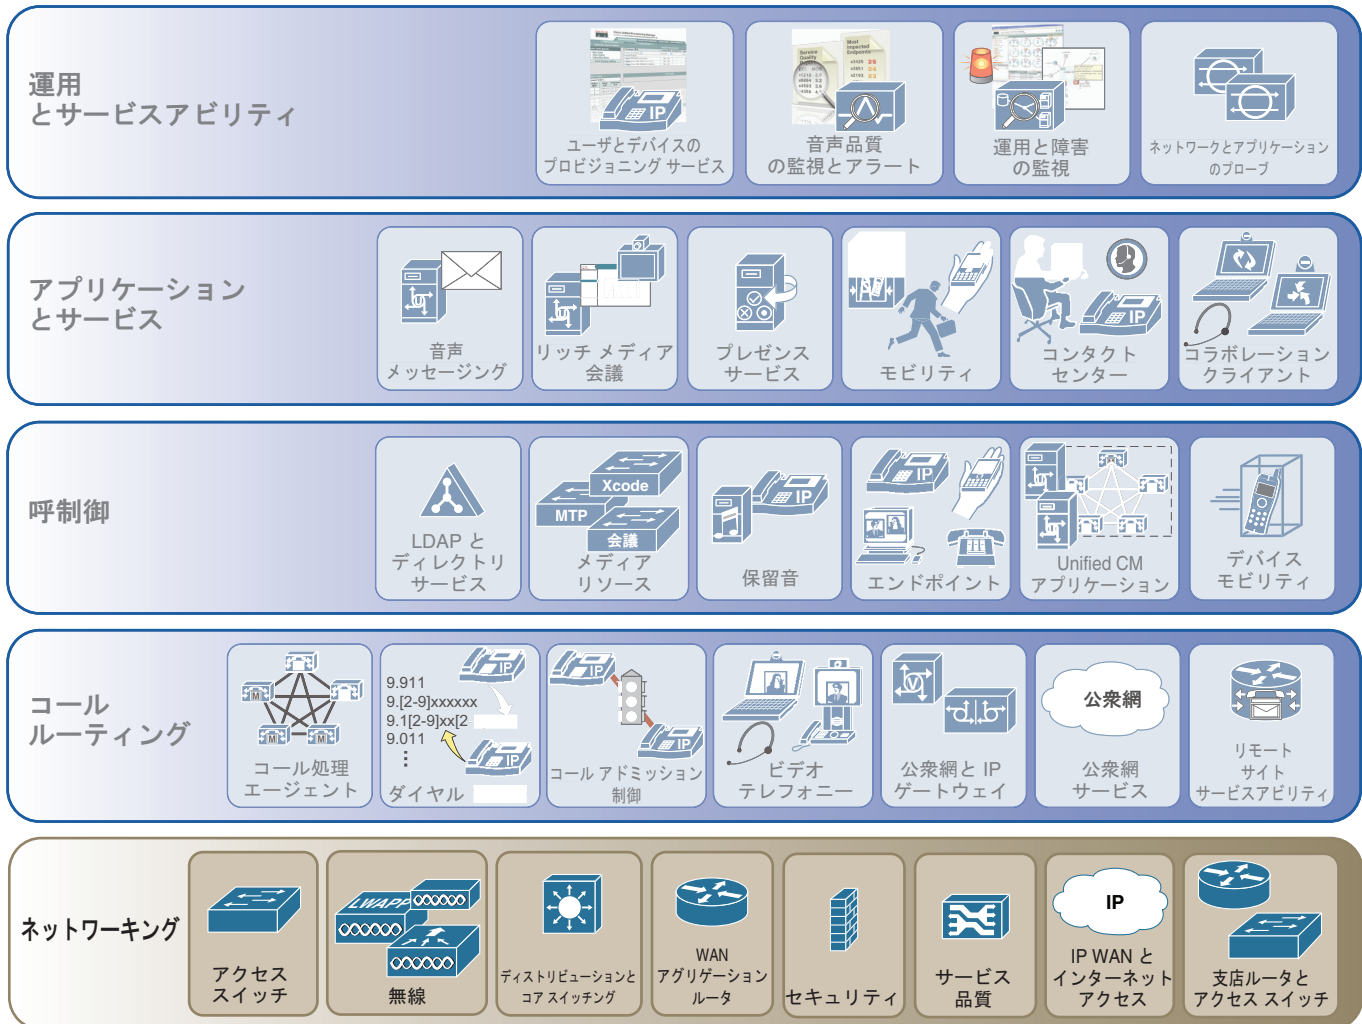 運用
とサービスアビリティ
IP
ユーザとデバイスの
プロビジョニング サービス
音声品質
の監視とアラート
運用と障害
の監視
ネットワークとアプリケーション
のプローブ
アプリケーション
とサービス
音声
メッセージング
リッチ メディア
会議
プレゼンス
サービス
モビリティ
IP
コンタクト
センター
コラボレーション
クライアント
呼制御
LDAP と
ディレクトリ
サービス
Xcode
MTP
会議
メディア
リソース
IP
保留音
IP
エンドポイント
M
Unified CM
アプリケーション
デバイス
モビリティ
コール
ルーティング
M
M
M
コール処理
エージェント
IP
9.911
9.[2-9]xxxxxx
9.1[2-9]xx[2
9.011
⋮
IP
ダイヤル
IP
IP
コール アドミッション
制御
ビデオ
テレフォニー
V
公衆網と IP
ゲートウェイ
公衆網
公衆網
サービス
リモート
サイト
サービスアビリティ
ネットワーキング
アクセス
スイッチ
LWAPP
無線
ディストリビューションと
コア スイッチング
WAN
アグリゲーション
ルータ
セキュリティ
サービス
品質
IP
IP WAN と
インターネット
アクセス
支店ルータと
アクセス スイッチ